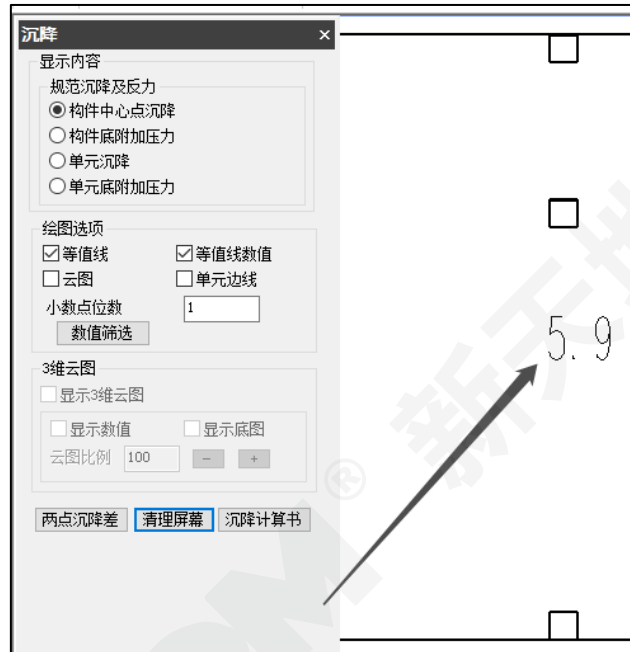 沉降 ×
显示内容
规范沉降及反力
构件中心点沉降
构件底附加压力
单元沉降
单元底附加压力
绘图选项
等值线 等值线数值
云图 单元边线
小数点位数 1
数值筛选
5.9
3维云图
显示3维云图
显示数值 显示底图
云图比例 100 - +
两点沉降差 清理屏幕 沉降计算书
新天地
®